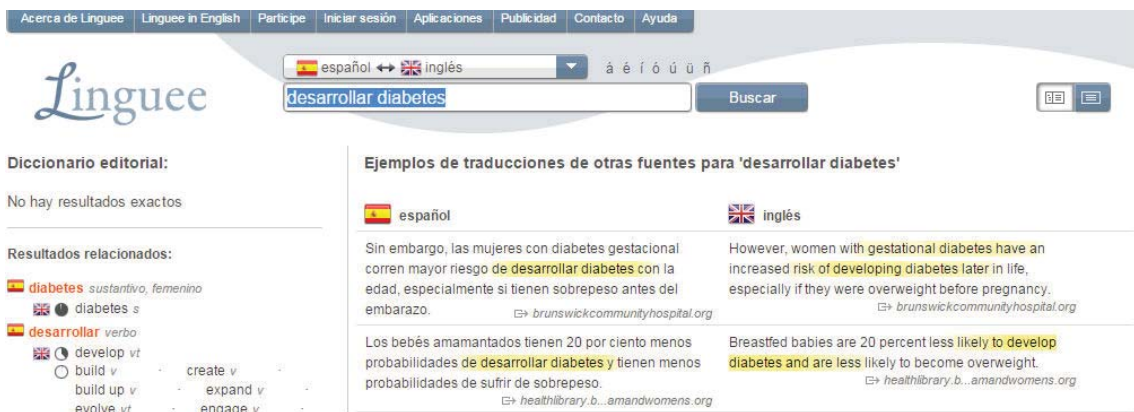 Acerca de Linguee Linguee in English Participe Iniciar sesión Aplicaciones Publicidad Contacto Ayuda
Linguee
español ↔ inglés á é í ó ú ü ñ
desarrollar diabetes Buscar
Diccionario editorial:
No hay resultados exactos
Resultados relacionados:
diabetes sustantivo, femenino
diabetes s
desarrollar verbo
develop vt
build v · create v ·
build up v · expand v ·
evolve vt · engage v ·
Ejemplos de traducciones de otras fuentes para 'desarrollar diabetes'
español inglés
Sin embargo, las mujeres con diabetes gestacional
corren mayor riesgo de desarrollar diabetes con la
edad, especialmente si tienen sobrepeso antes del
embarazo. brunswickcommunityhospital.org
However, women with gestational diabetes have an
increased risk of developing diabetes later in life,
especially if they were overweight before pregnancy.
brunswickcommunityhospital.org
Los bebés amamantados tienen 20 por ciento menos
probabilidades de desarrollar diabetes y tienen menos
probabilidades de sufrir de sobrepeso.
healthlibrary.b...amandwomens.org
Breastfed babies are 20 percent less likely to develop
diabetes and are less likely to become overweight.
healthlibrary.b...amandwomens.org